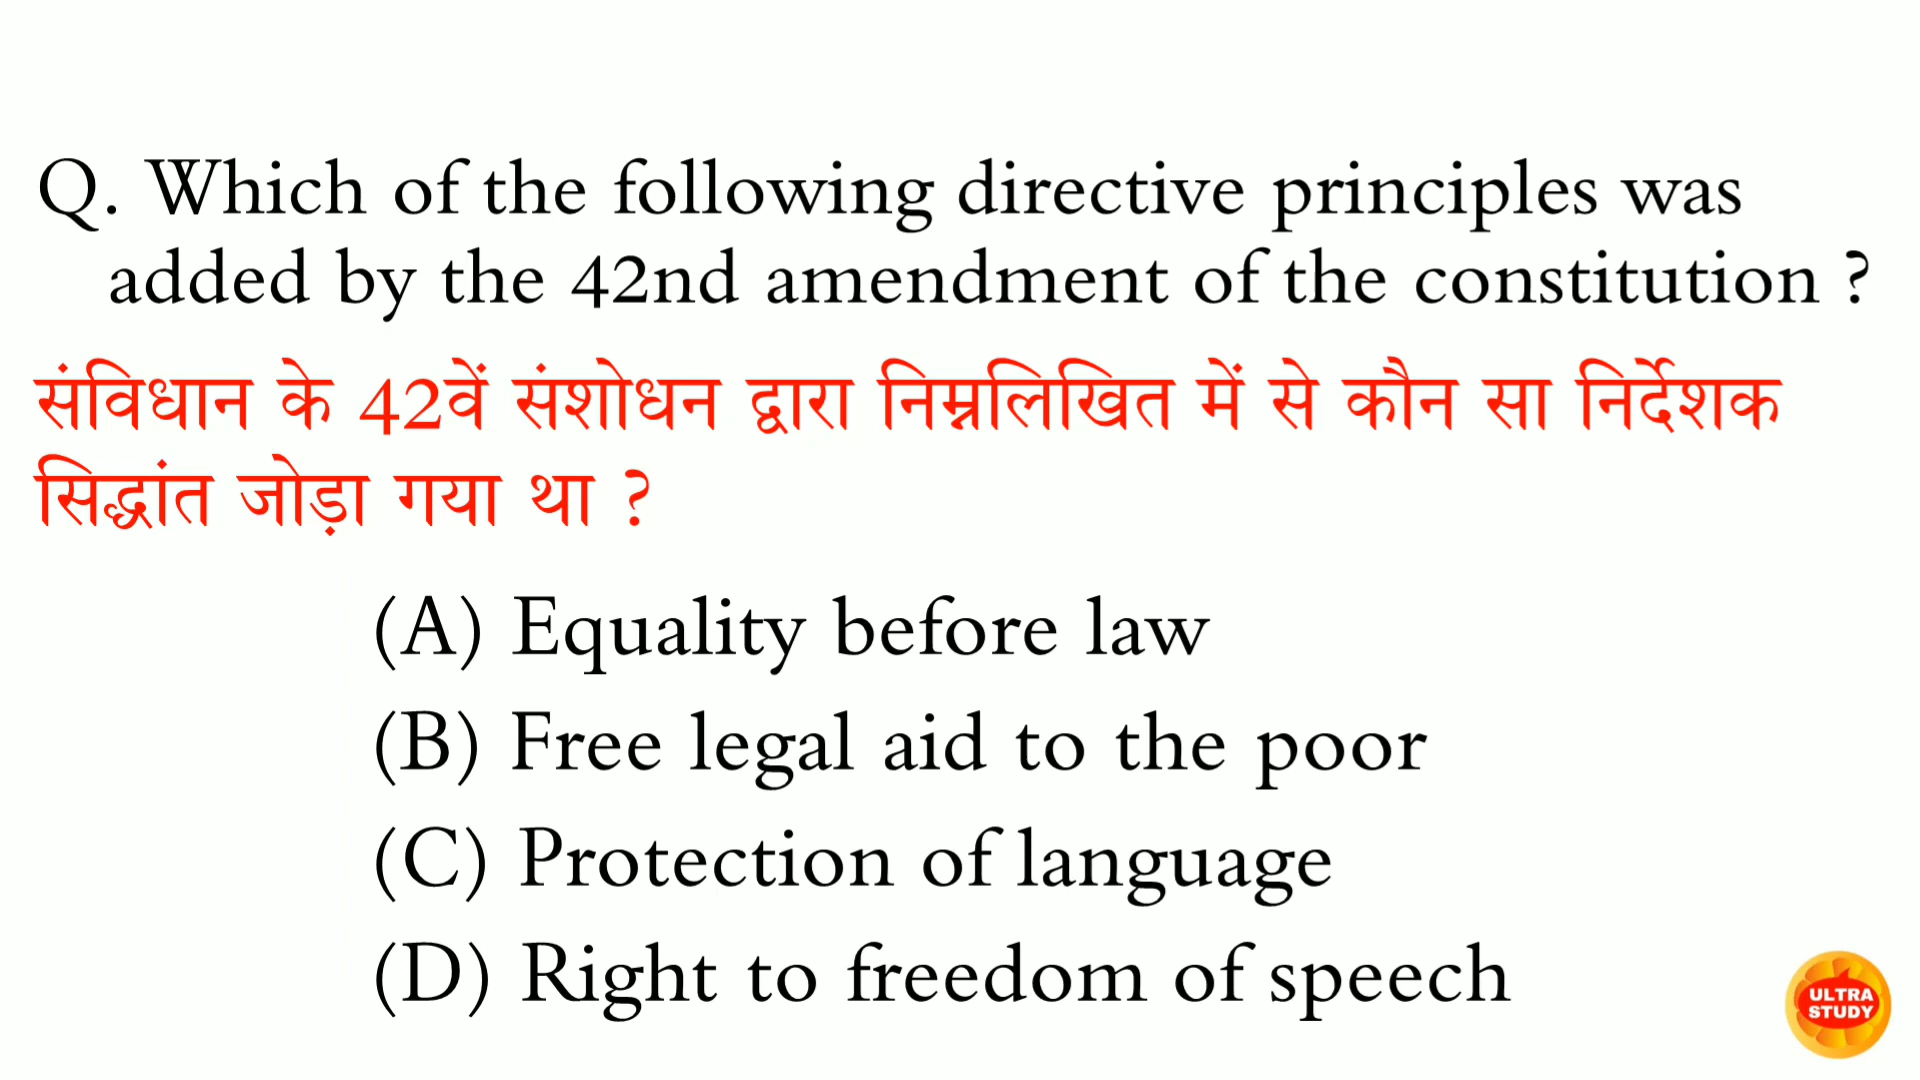 Q. Which of the following directive principles was
added by the 42nd amendment of the constitution ?
संविधान के 42वें संशोधन द्वारा निम्नलिखित में से कौन सा निर्देशक
सिद्धांत जोड़ा गया था ?
(A) Equality before law
(B) Free legal aid to the poor
(C) Protection of language
(D) Right to freedom of speech
ULTRA
STUDY